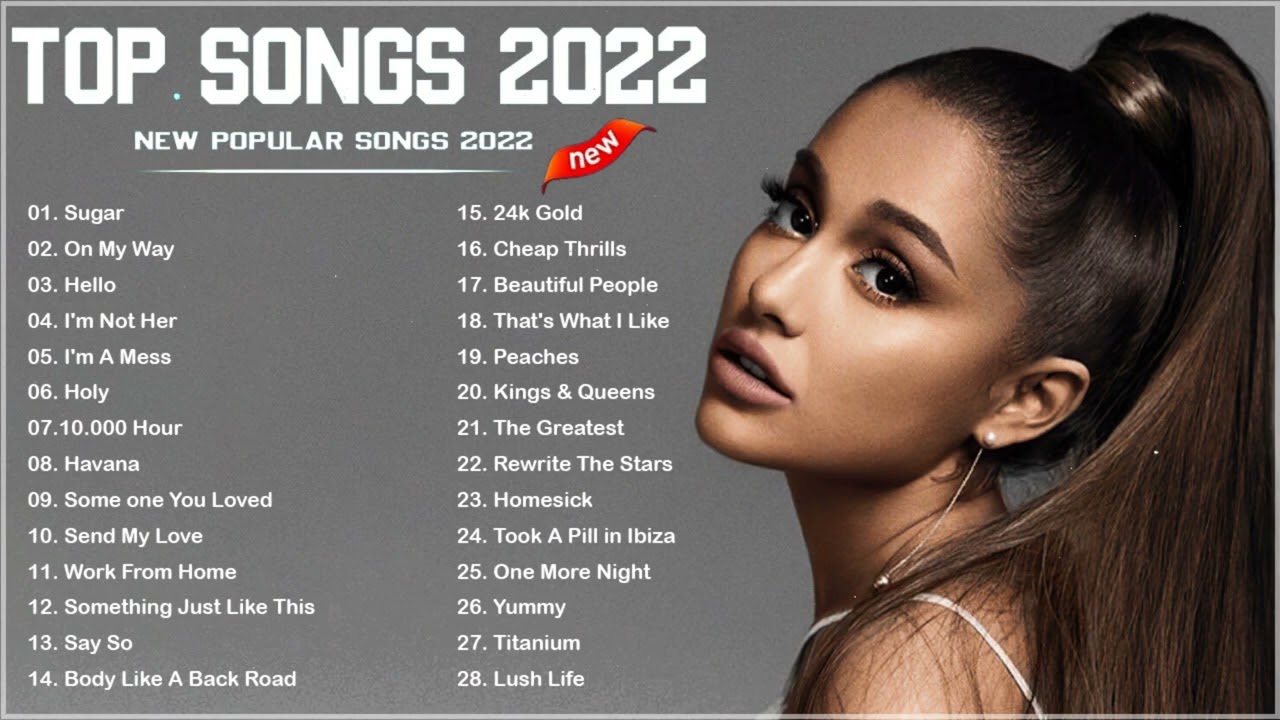 TOP SONGS 2022
NEW POPULAR SONGS 2022
new
01. Sugar
02. On My Way
03. Hello
04. I'm Not Her
05. I'm A Mess
06. Holy
07.10.000 Hour
08. Havana
09. Some one You Loved
10. Send My Love
11. Work From Home
12. Something Just Like This
13. Say So
14. Body Like A Back Road
15. 24k Gold
16. Cheap Thrills
17. Beautiful People
18. That's What I Like
19. Peaches
20. Kings & Queens
21. The Greatest
22. Rewrite The Stars
23. Homesick
24. Took A Pill in Ibiza
25. One More Night
26. Yummy
27. Titanium
28. Lush Life